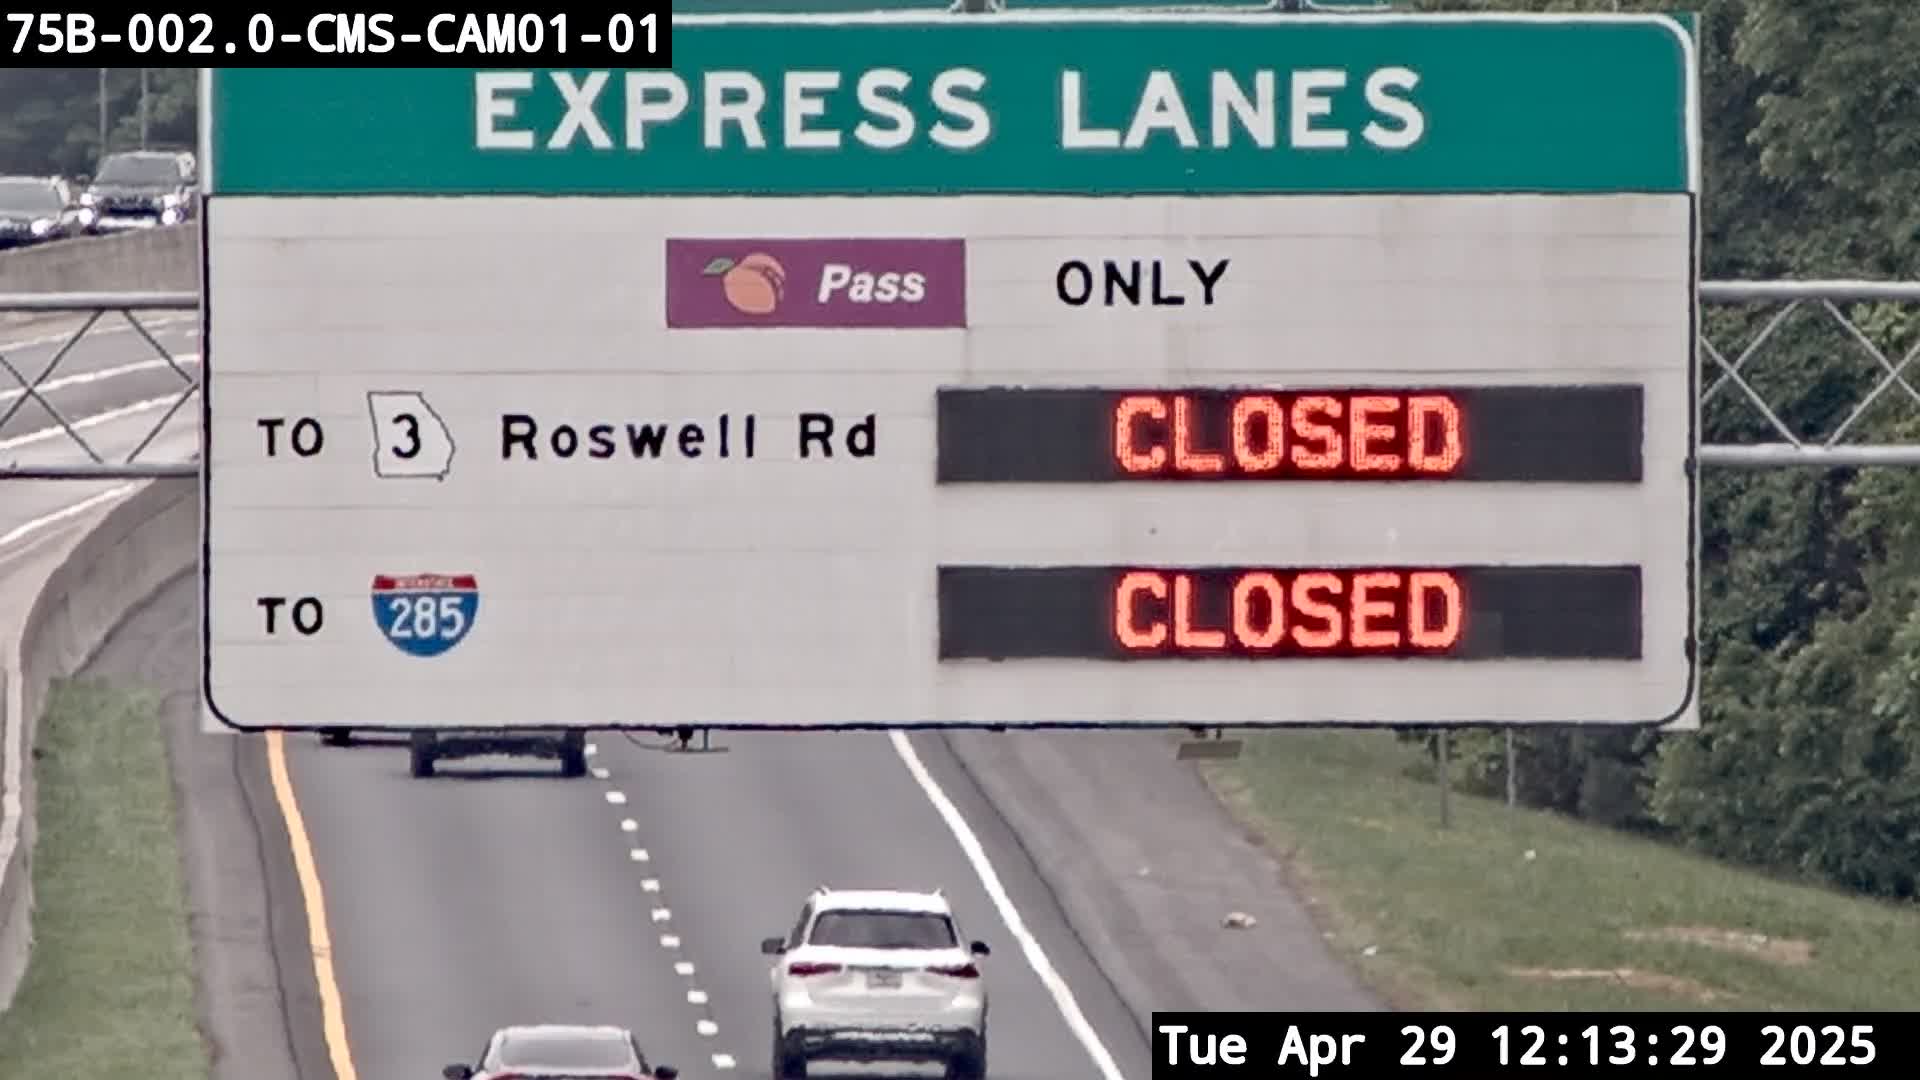 75B-002.0-CMS-CAM01-01
EXPRESS LANES
Pass ONLY
TO 3 Roswell Rd CLOSED
INTERSTATE
TO 285 CLOSED
Tue Apr 29 12:13:29 2025